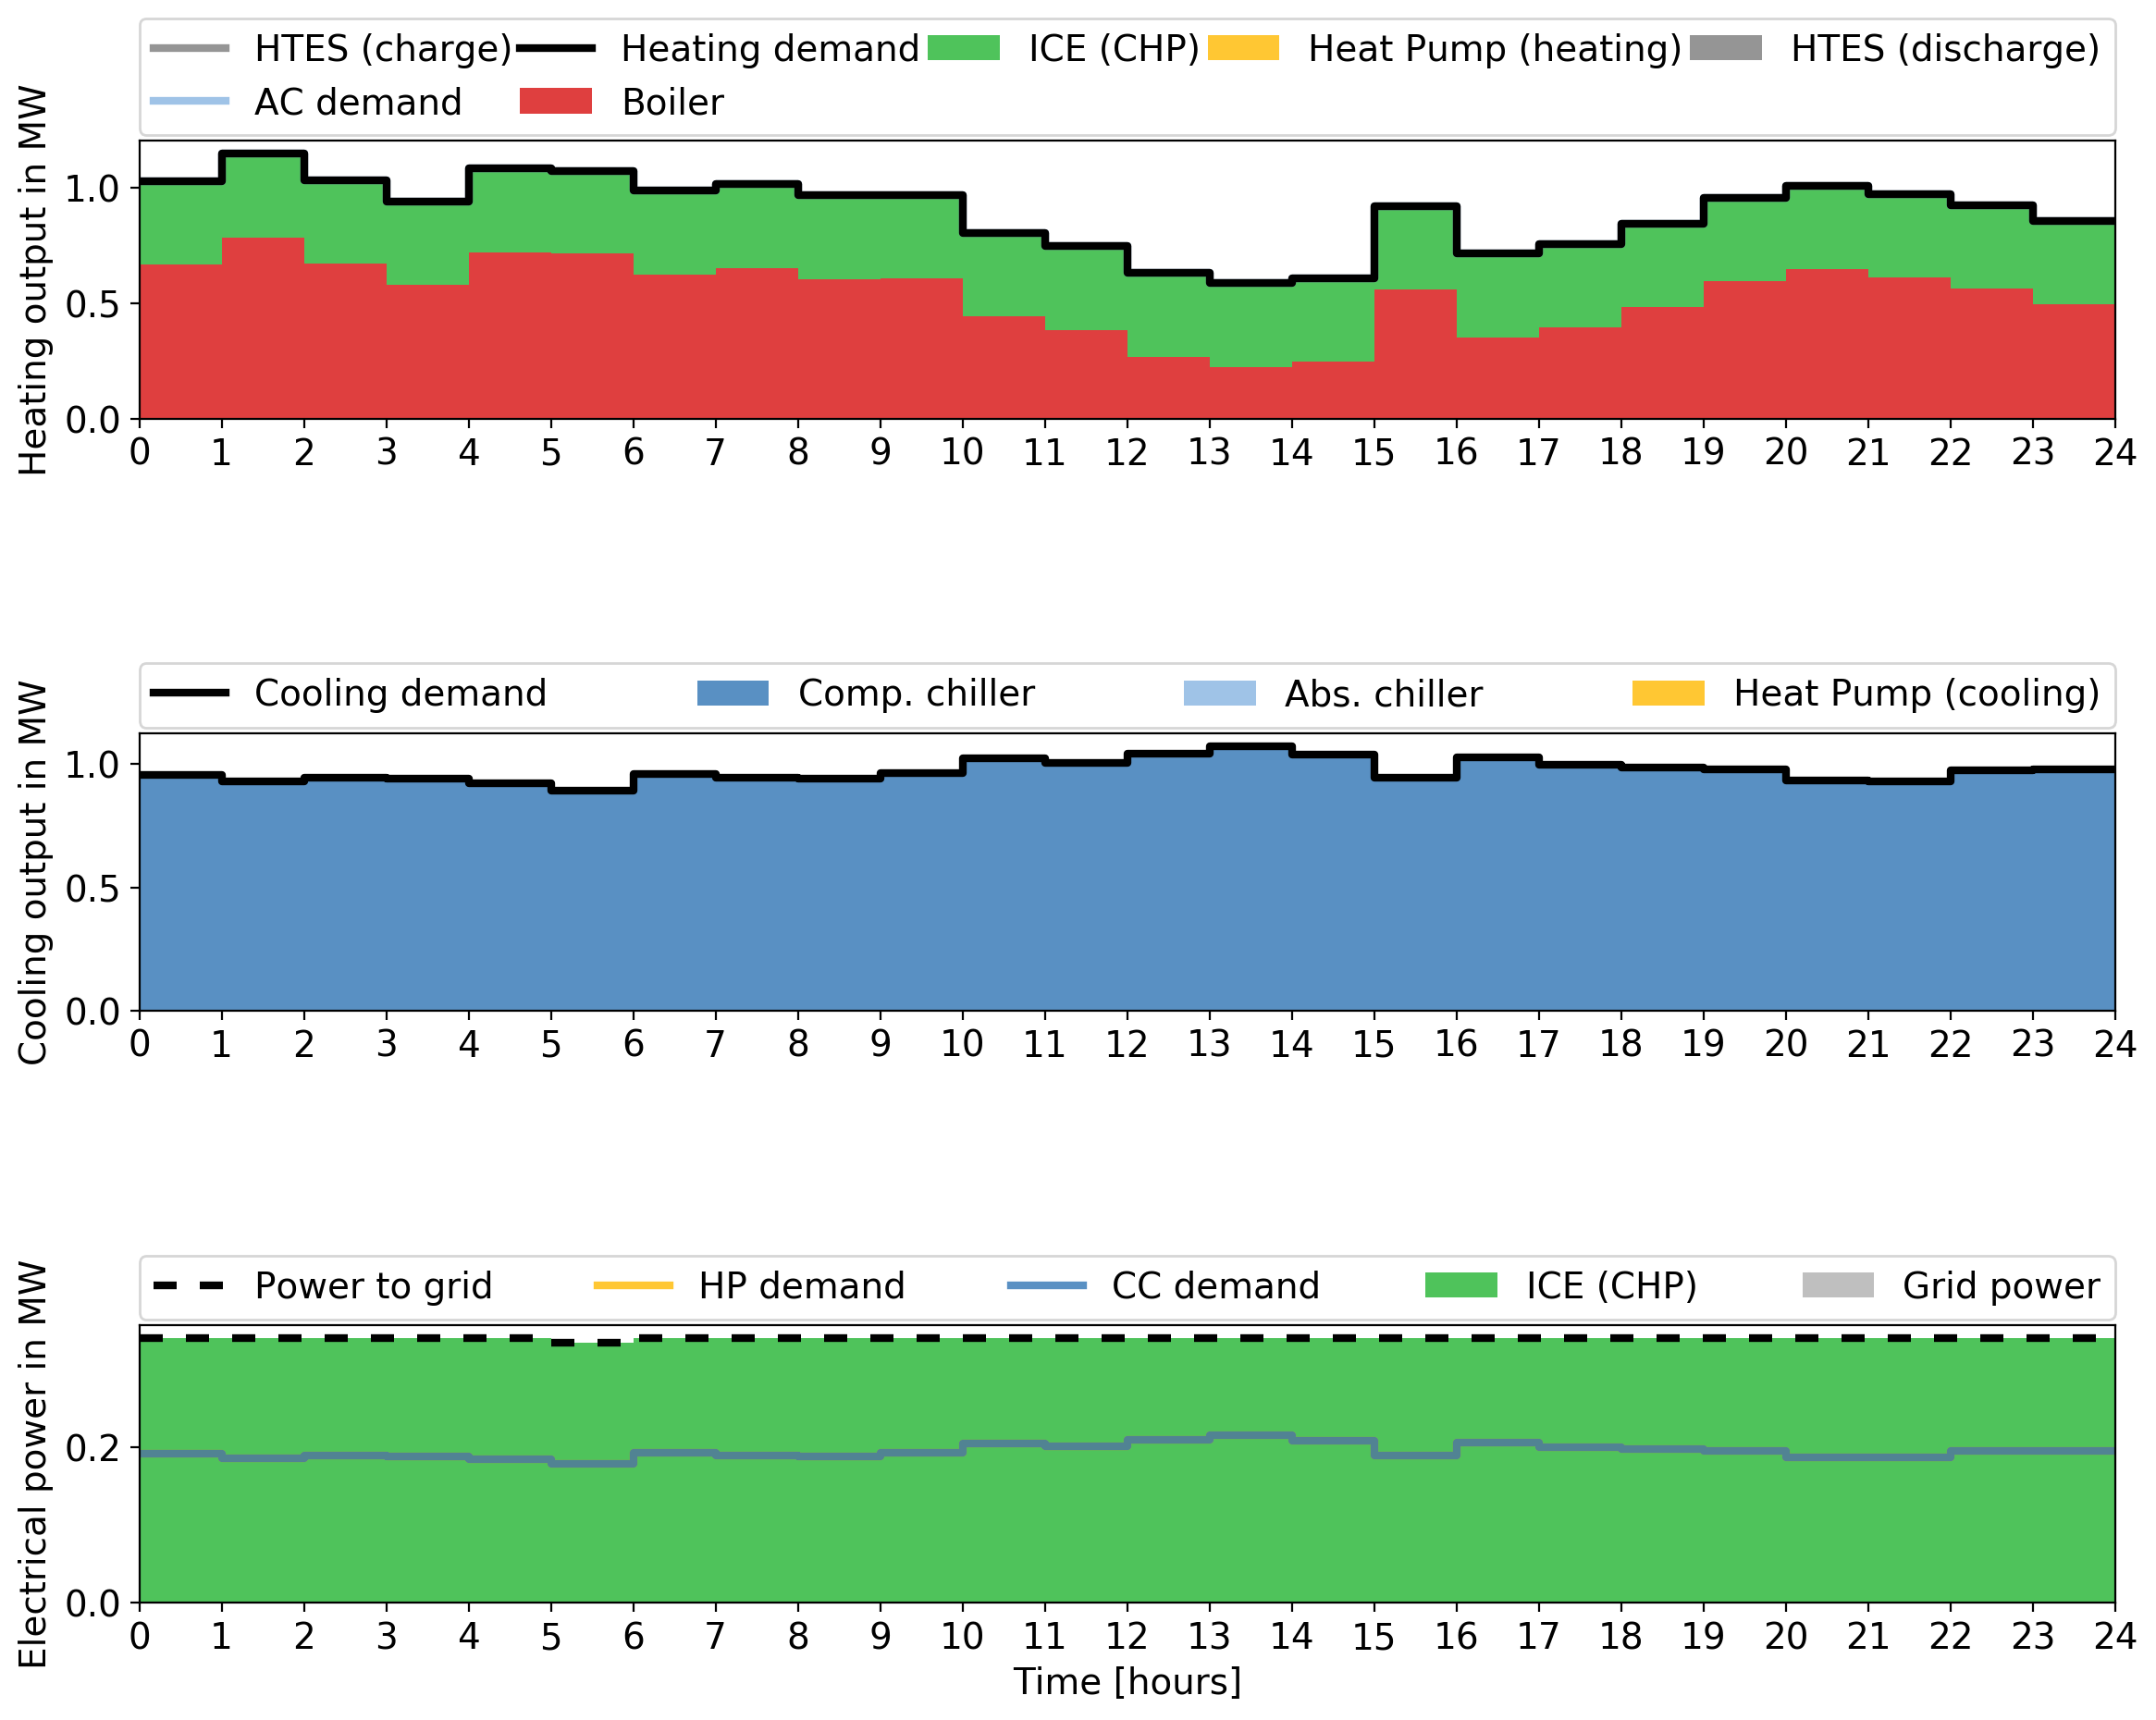 HTES (charge) Heating demand ICE (CHP) Heat Pump (heating) HTES (discharge)
AC demand Boiler
Heating output in MW
1.0
0.5
0.0
0 1 2 3 4 5 6 7 8 9 10 11 12 13 14 15 16 17 18 19 20 21 22 23 24
Cooling demand Comp. chiller Abs. chiller Heat Pump (cooling)
Cooling output in MW
1.0
0.5
0.0
0 1 2 3 4 5 6 7 8 9 10 11 12 13 14 15 16 17 18 19 20 21 22 23 24
Power to grid HP demand CC demand ICE (CHP) Grid power
Electrical power in MW
0.2
0.0
0 1 2 3 4 5 6 7 8 9 10 11 12 13 14 15 16 17 18 19 20 21 22 23 24
Time [hours]